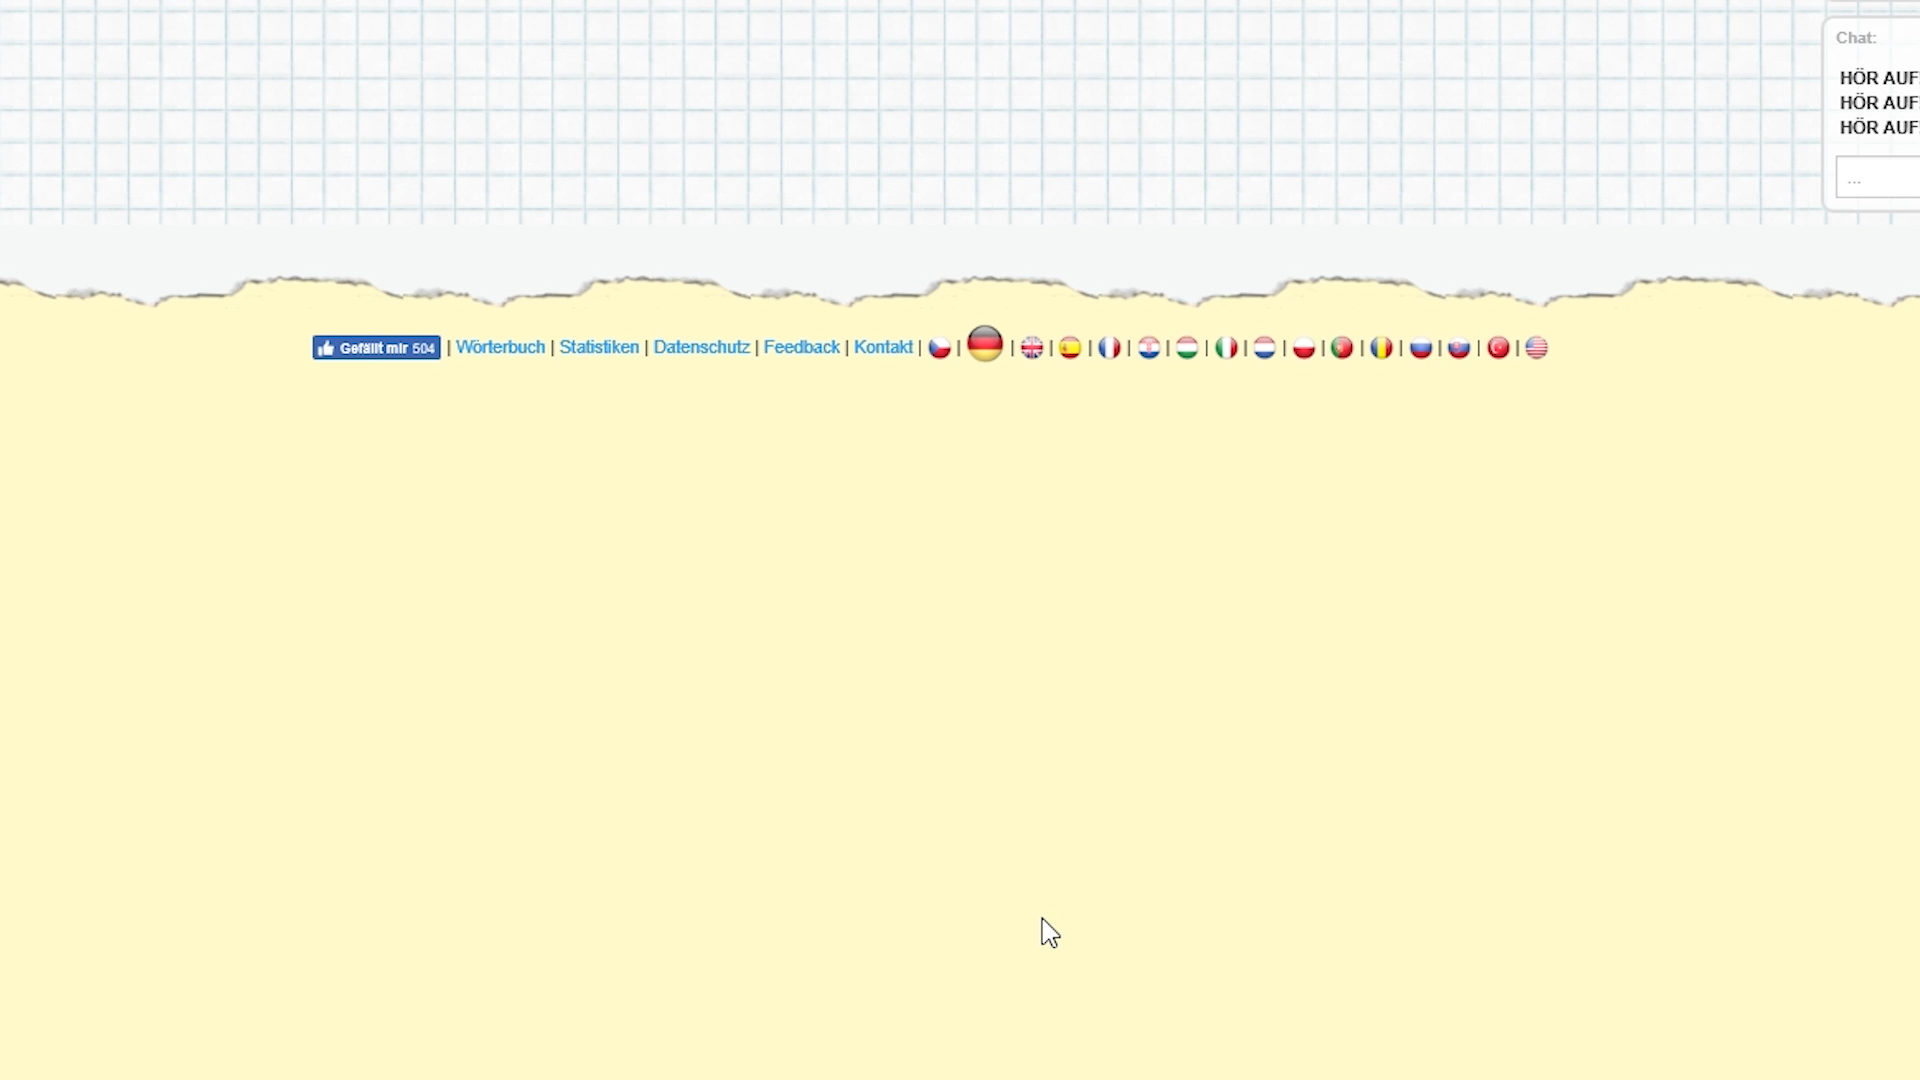 Chat:
HÖR AUF
HÖR AUF
HÖR AUF
...
Gefällt mir 504 | Wörterbuch | Statistiken | Datenschutz | Feedback | Kontakt | | | | | | | | | | | | | | | |